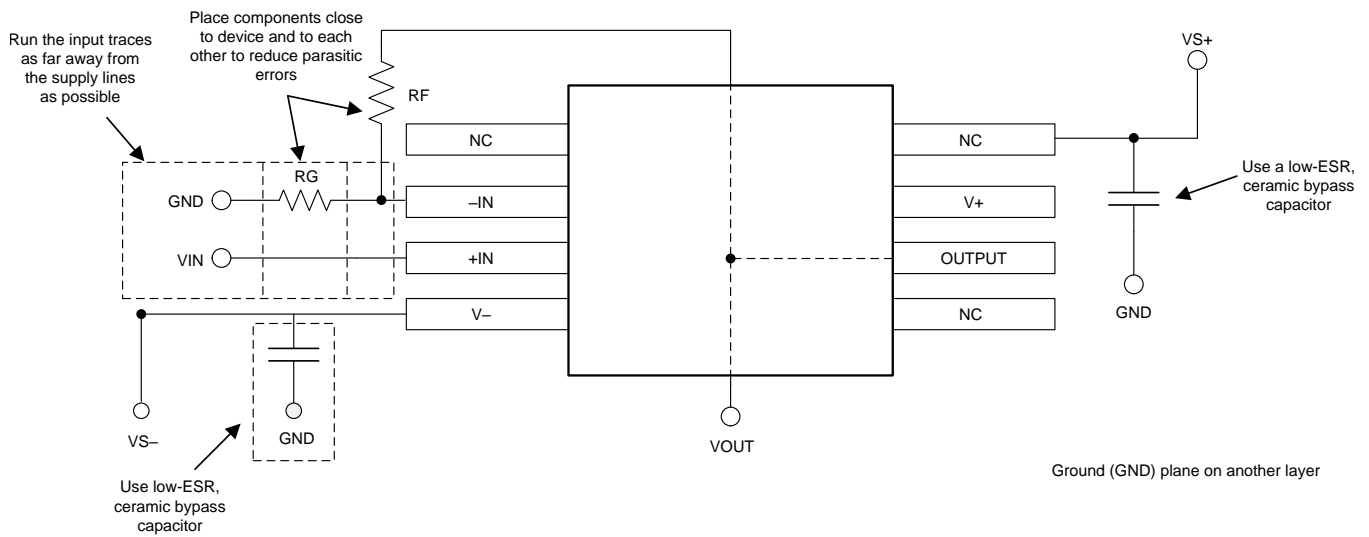 Place components close
to device and to each
other to reduce parasitic
errors
Run the input traces
as far away from
the supply lines
as possible
VS+
RF
NC
NC
RG
Use a low-ESR,
ceramic bypass
capacitor
GND
–IN
V+
VIN
+IN
OUTPUT
V–
NC
GND
VS–
GND
VOUT
Use low-ESR,
ceramic bypass
capacitor
Ground (GND) plane on another layer